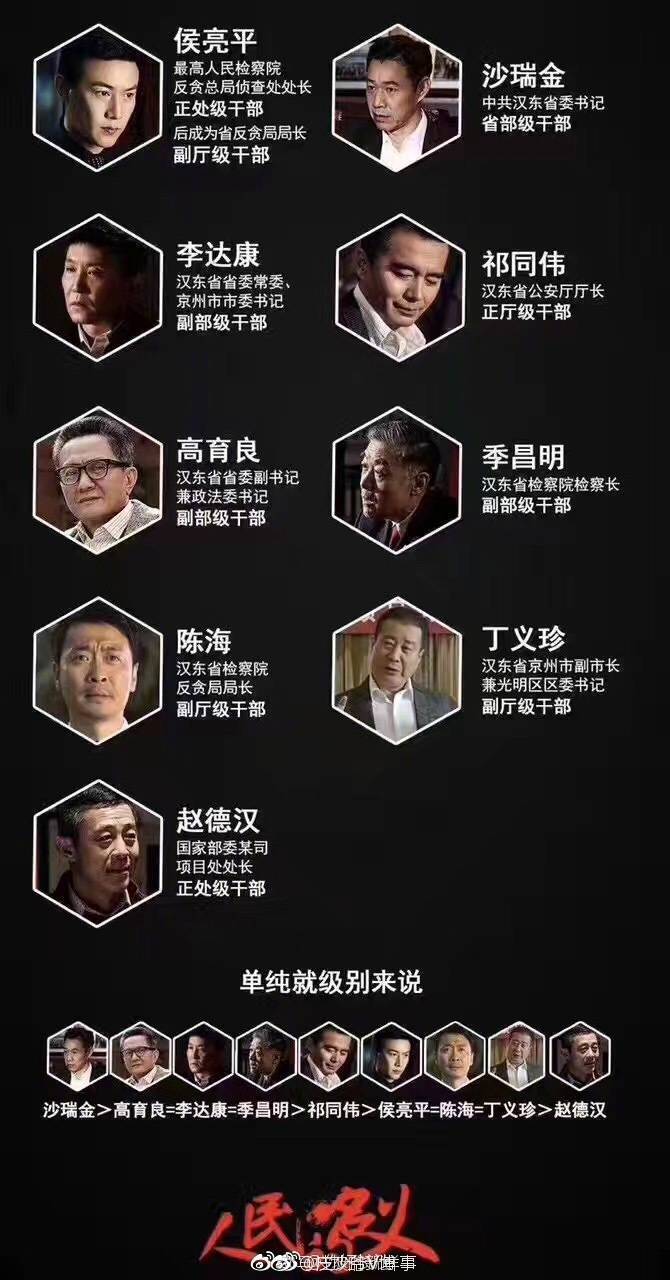 侯亮平
最高人民检察院
反贪总局侦查处处长
正处级干部
后成为省反贪局局长
副厅级干部
沙瑞金
中共汉东省委书记
省部级干部
李达康
汉东省省委常委、
京州市市委书记
副部级干部
祁同伟
汉东省公安厅厅长
正厅级干部
高育良
汉东省省委副书记
兼政法委书记
副部级干部
季昌明
汉东省检察院检察长
副部级干部
陈海
汉东省检察院
反贪局局长
副厅级干部
丁义珍
汉东省京州市副市长
兼光明区区委书记
副厅级干部
赵德汉
国家部委某司
项目处处长
正处级干部
单纯就级别来说
沙瑞金>高育良=李达康=季昌明>祁同伟>侯亮平=陈海=丁义珍>赵德汉
人民的名义